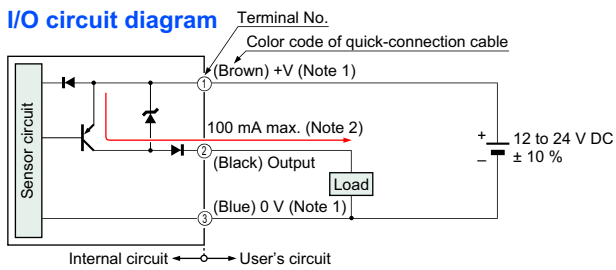 I/O circuit diagram
Terminal No.
Color code of quick-connection cable
1
(Brown) +V (Note 1)
Sensor circuit
100 mA max. (Note 2)
+
12 to 24 V DC
–
± 10 %
2
(Black) Output
Load
3
(Blue) 0 V (Note 1)
Internal circuit
User's circuit